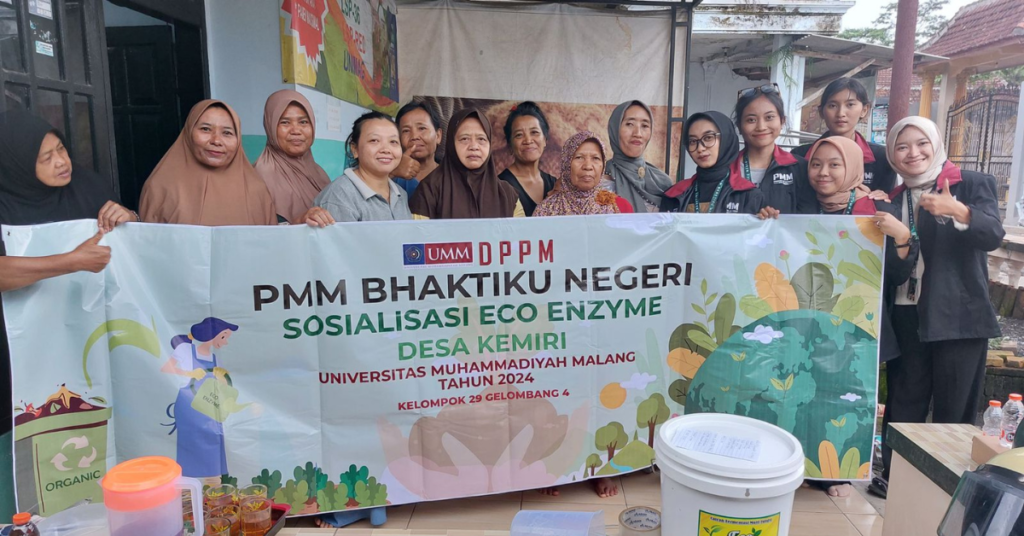 UMM DPPM
PMM BHAKTIKU NEGERI
SOSIALISASI ECO ENZYME
DESA KEMIRI
UNIVERSITAS MUHAMMADIYAH MALANG
TAHUN 2024
KELOMPOK 29 GELOMBANG 4
ORGANIC
PMM